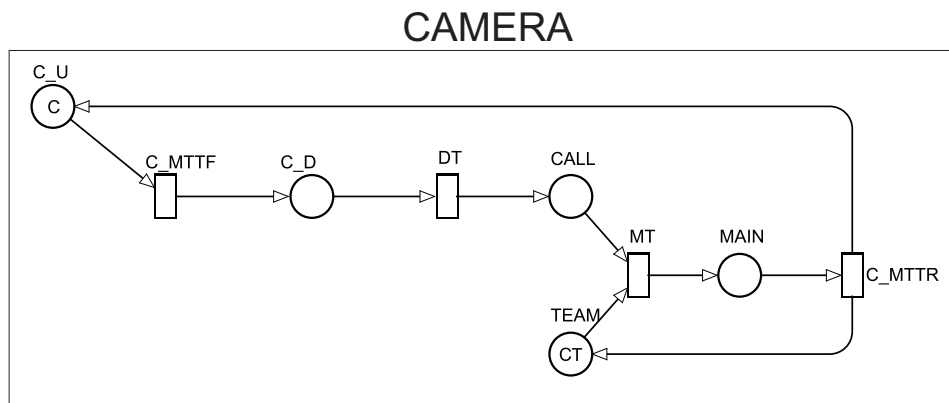 CAMERA
C_U
C
C_MTTF
C_D
DT
CALL
MT
MAIN
C_MTTR
TEAM
CT